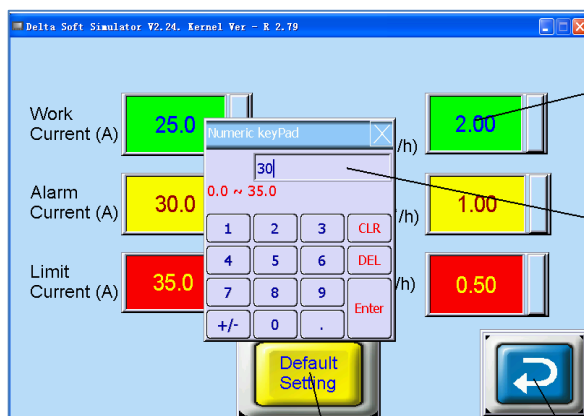 Delta Soft Simulator V2.24. Kernel Ver - R 2.79
Work
Current (A)
25.0
/h)
2.00
Numeric keyPad
30
0.0 ~ 35.0
Alarm
Current (A)
30.0
/h)
1.00
1 2 3 CLR
4 5 6 DEL
7 8 9 Enter
+/- 0 .
Limit
Current (A)
35.0
/h)
0.50
Default
Setting